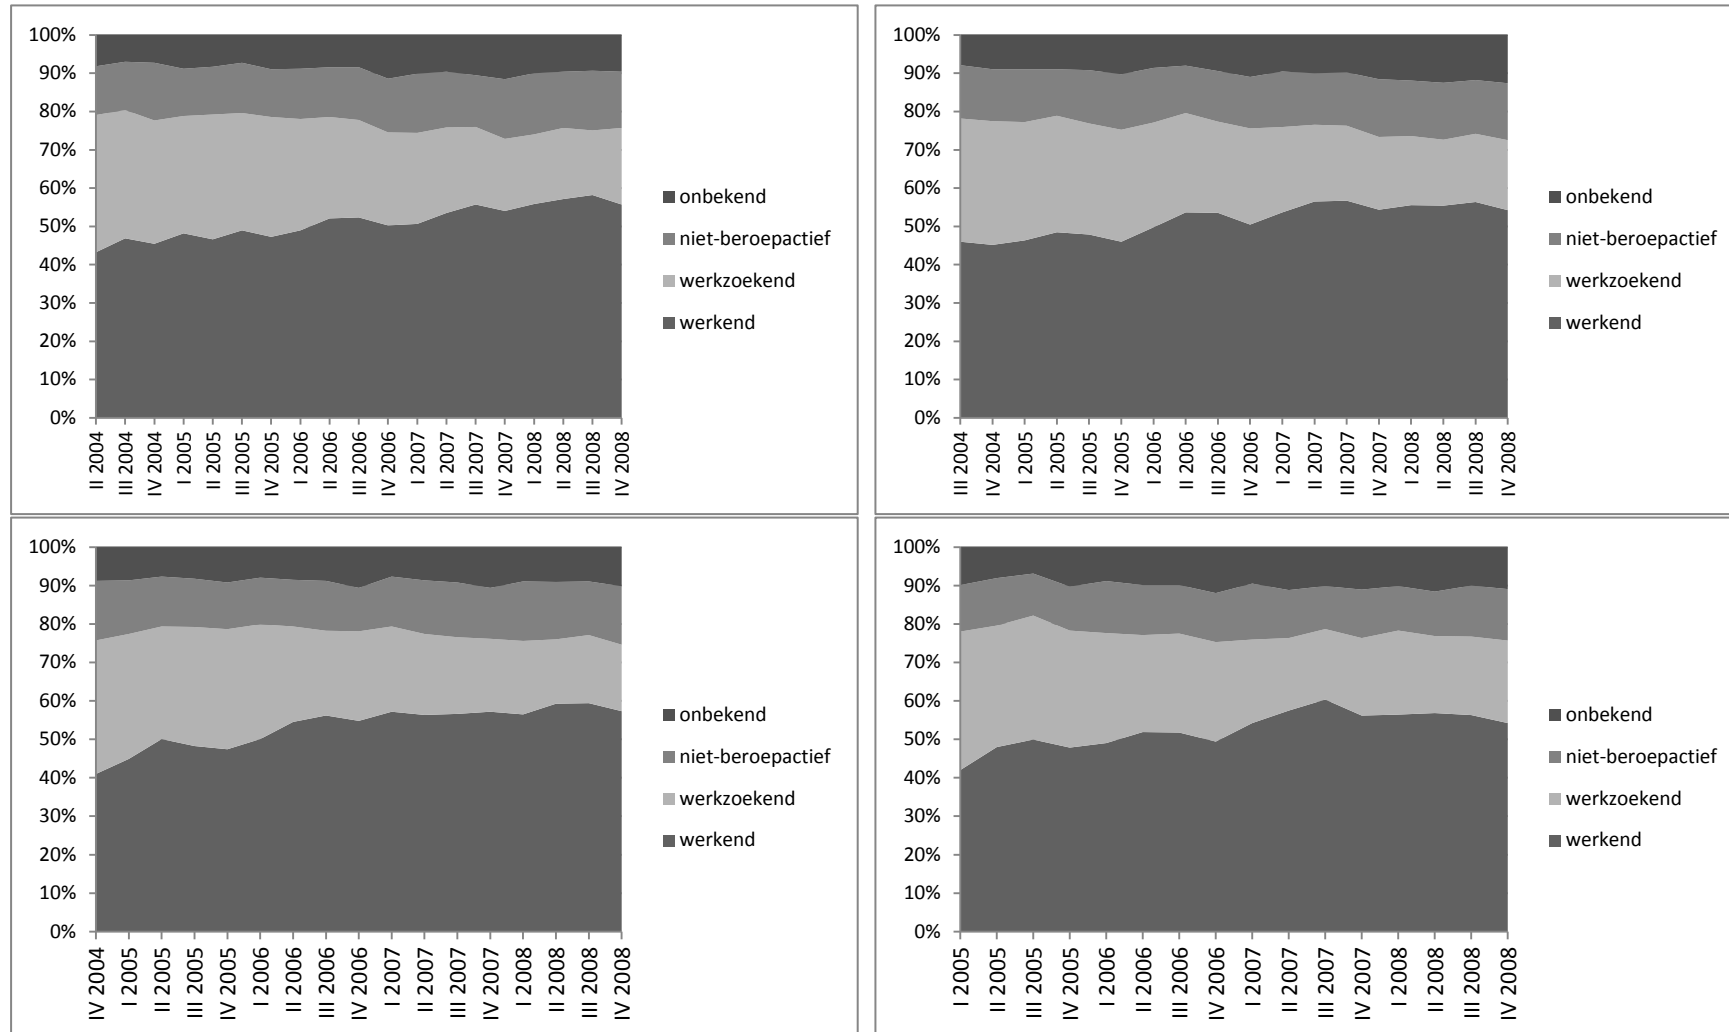 100%
90%
80%
70%
60%
50%
40%
30%
20%
10%
0%
II 2004
III 2004
IV 2004
I 2005
II 2005
III 2005
IV 2005
I 2006
II 2006
III 2006
IV 2006
I 2007
II 2007
III 2007
IV 2007
I 2008
II 2008
III 2008
IV 2008
onbekend
niet-beroepactief
werkzoekend
werkend
100%
90%
80%
70%
60%
50%
40%
30%
20%
10%
0%
III 2004
IV 2004
I 2005
II 2005
III 2005
IV 2005
I 2006
II 2006
III 2006
IV 2006
I 2007
II 2007
III 2007
IV 2007
I 2008
II 2008
III 2008
IV 2008
onbekend
niet-beroepactief
werkzoekend
werkend
100%
90%
80%
70%
60%
50%
40%
30%
20%
10%
0%
IV 2004
I 2005
II 2005
III 2005
IV 2005
I 2006
II 2006
III 2006
IV 2006
I 2007
II 2007
III 2007
IV 2007
I 2008
II 2008
III 2008
IV 2008
onbekend
niet-beroepactief
werkzoekend
werkend
100%
90%
80%
70%
60%
50%
40%
30%
20%
10%
0%
I 2005
II 2005
III 2005
IV 2005
I 2006
II 2006
III 2006
IV 2006
I 2007
II 2007
III 2007
IV 2007
I 2008
II 2008
III 2008
IV 2008
onbekend
niet-beroepactief
werkzoekend
werkend